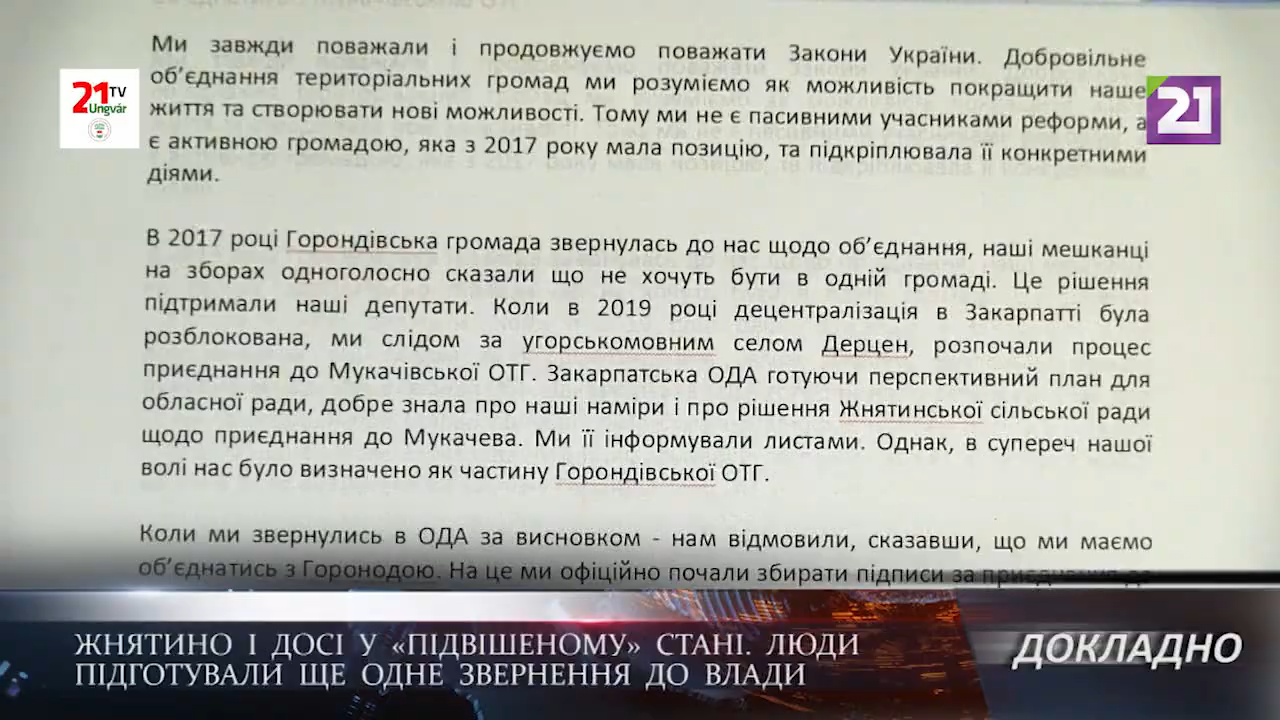 Ми завжди поважали і продовжуємо поважати Закони України. Добровільне
об’єднання територіальних громад ми розуміємо як можливість покращити наше
життя та створювати нові можливості. Тому ми не є пасивними учасниками реформи, а
є активною громадою, яка з 2017 року мала позицію, та підкріплювала її конкретними
діями.
В 2017 році Горондівська громада звернулась до нас щодо об’єднання, наші мешканці
на зборах одноголосно сказали що не хочуть бути в одній громаді. Це рішення
підтримали наші депутати. Коли в 2019 році децентралізація в Закарпатті була
розблокована, ми слідом за угорськомовним селом Дерцен, розпочали процес
приєднання до Мукачівської ОТГ. Закарпатська ОДА готуючи перспективний план для
обласної ради, добре знала про наші наміри і про рішення Жнятинської сільської ради
щодо приєднання до Мукачева. Ми її інформували листами. Однак, в супереч нашої
волі нас було визначено як частину Горондівської ОТГ.
Коли ми звернулись в ОДА за висновком - нам відмовили, сказавши, що ми маємо
об’єднатись з Горонодою. На це ми офіційно почали збирати підписи за приєднання до
21 TV
Ungvár
21
ЖНЯТИНО І ДОСІ У «ПІДВІШЕНОМУ» СТАНІ. ЛЮДИ
ПІДГОТУВАЛИ ЩЕ ОДНЕ ЗВЕРНЕННЯ ДО ВЛАДИ
ДОКЛАДНО